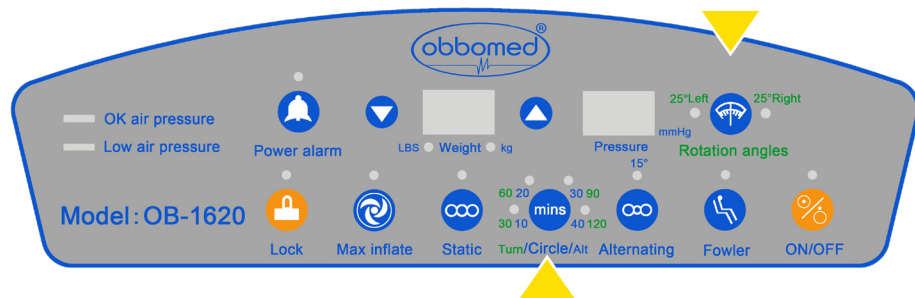 obbomed®
OK air pressure
Low air pressure
Power alarm
LBS Weight kg
mmHg
Pressure
15°
25°Left 25°Right
Rotation angles
Model: OB-1620
Lock
Max inflate
Static
60 20 30 90
mins
30 10 40 120
Turn/Circle/Alt
Alternating
Fowler
ON/OFF